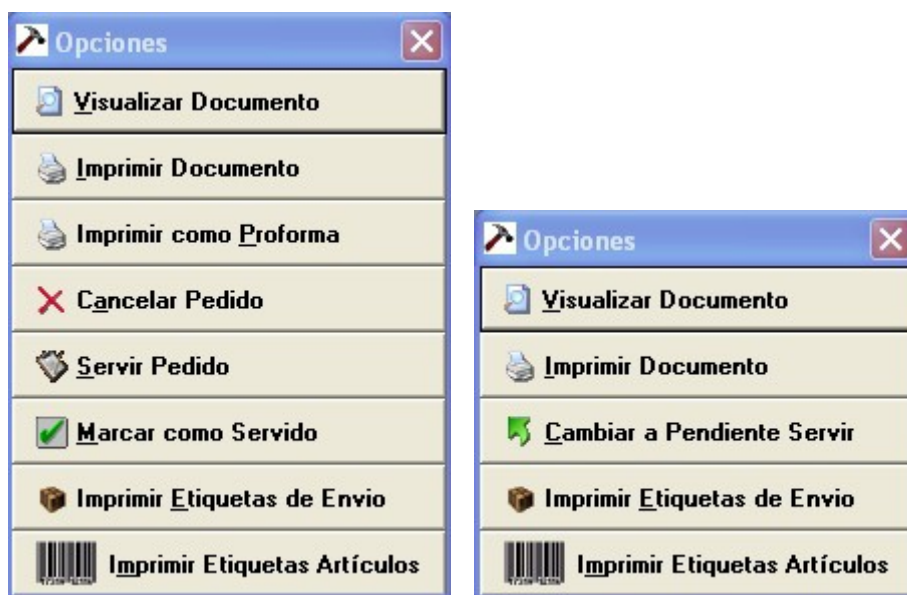 Opciones
Visualizar Documento
Imprimir Documento
Imprimir como Proforma
Cancelar Pedido
Servir Pedido
Marcar como Servido
Imprimir Etiquetas de Envio
Imprimir Etiquetas Artículos
Opciones
Visualizar Documento
Imprimir Documento
Cambiar a Pendiente Servir
Imprimir Etiquetas de Envio
Imprimir Etiquetas Artículos